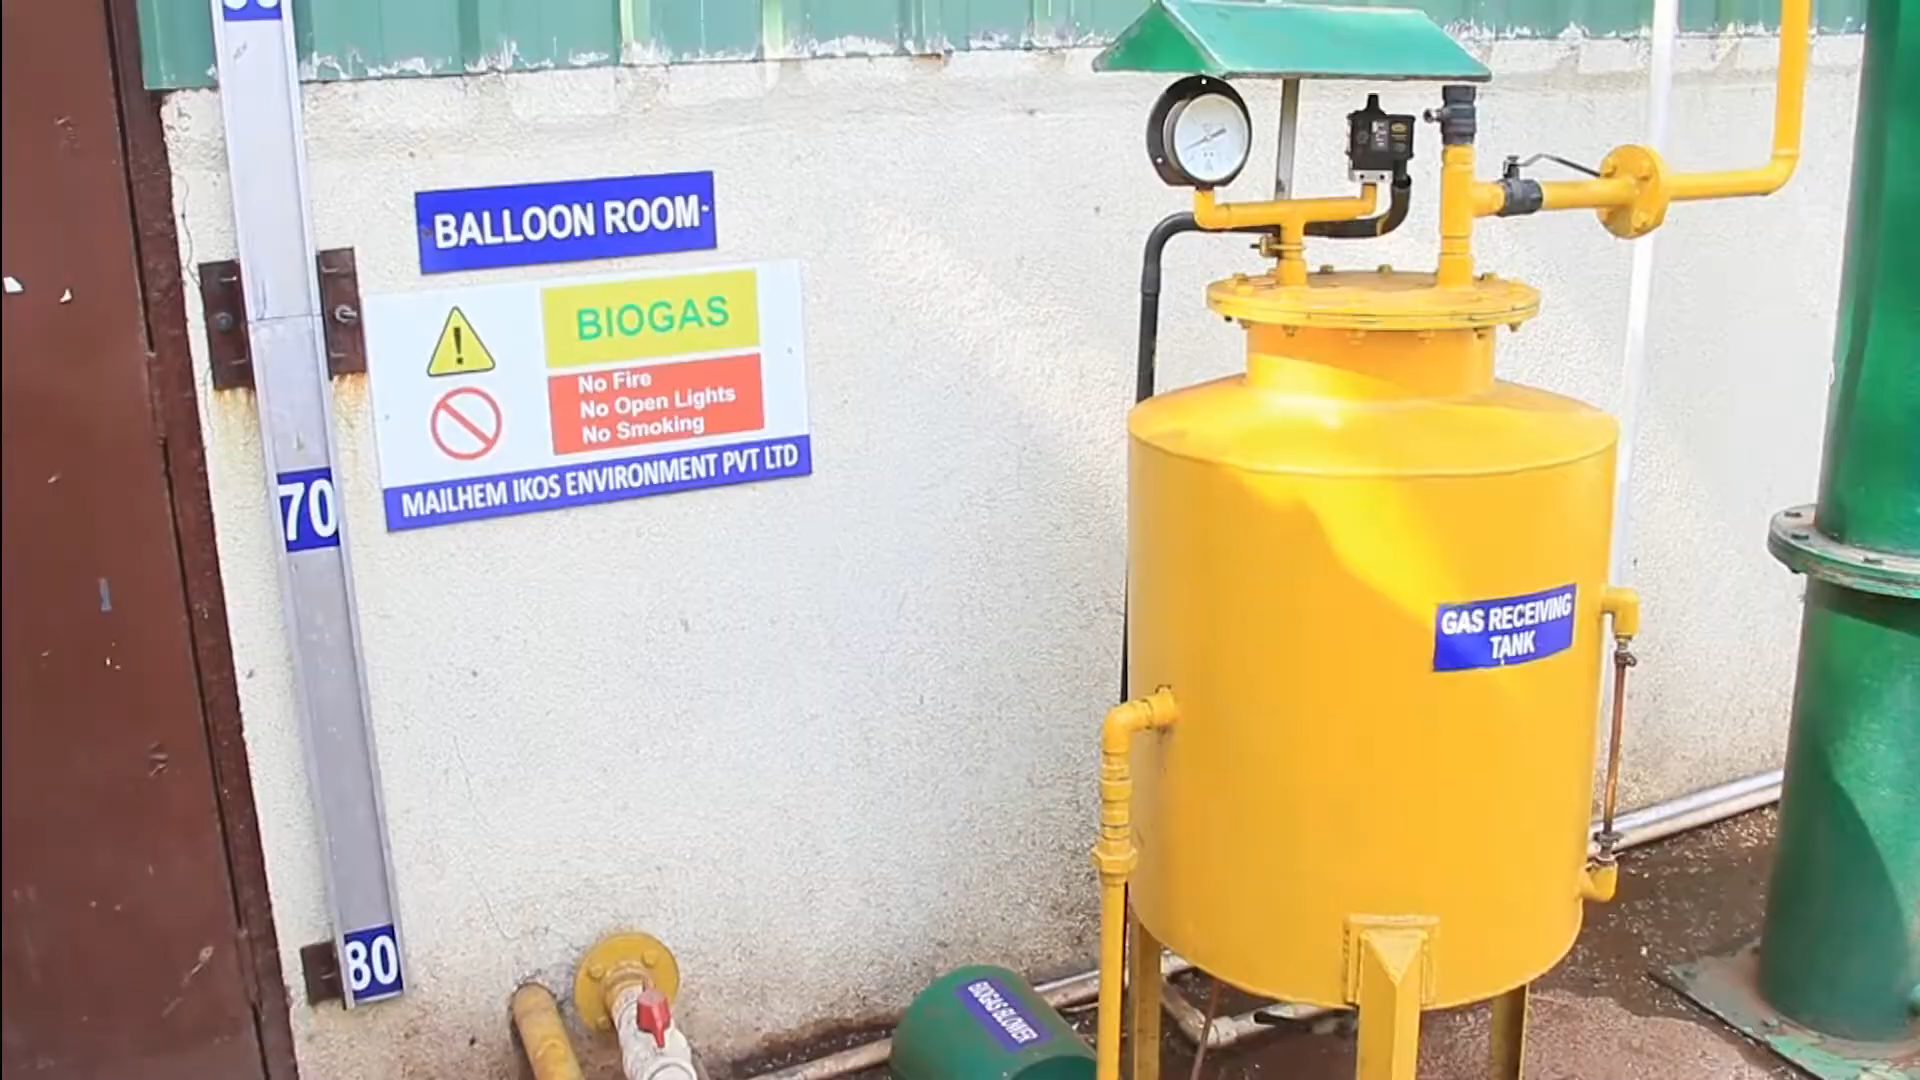 BALLOON ROOM
BIOGAS
No Fire
No Open Lights
No Smoking
MAILHEM IKOS ENVIRONMENT PVT LTD
70
80
GAS RECEIVING
TANK
BIOGAS BLOWER